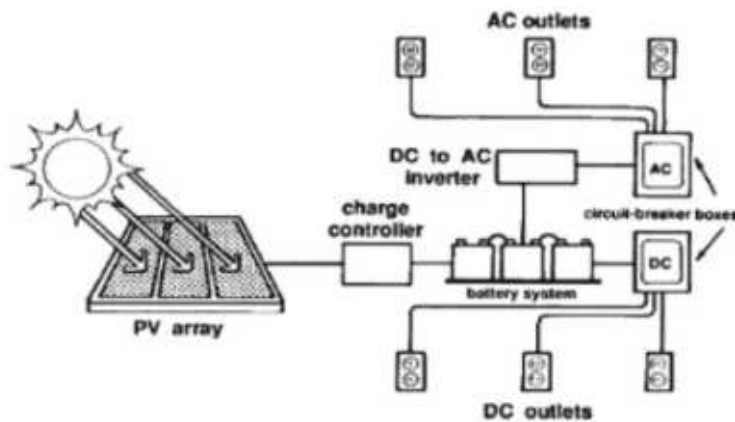 AC outlets
DC to AC
inverter
AC
circuit-breaker boxes
charge
controller
DC
battery system
PV array
DC outlets